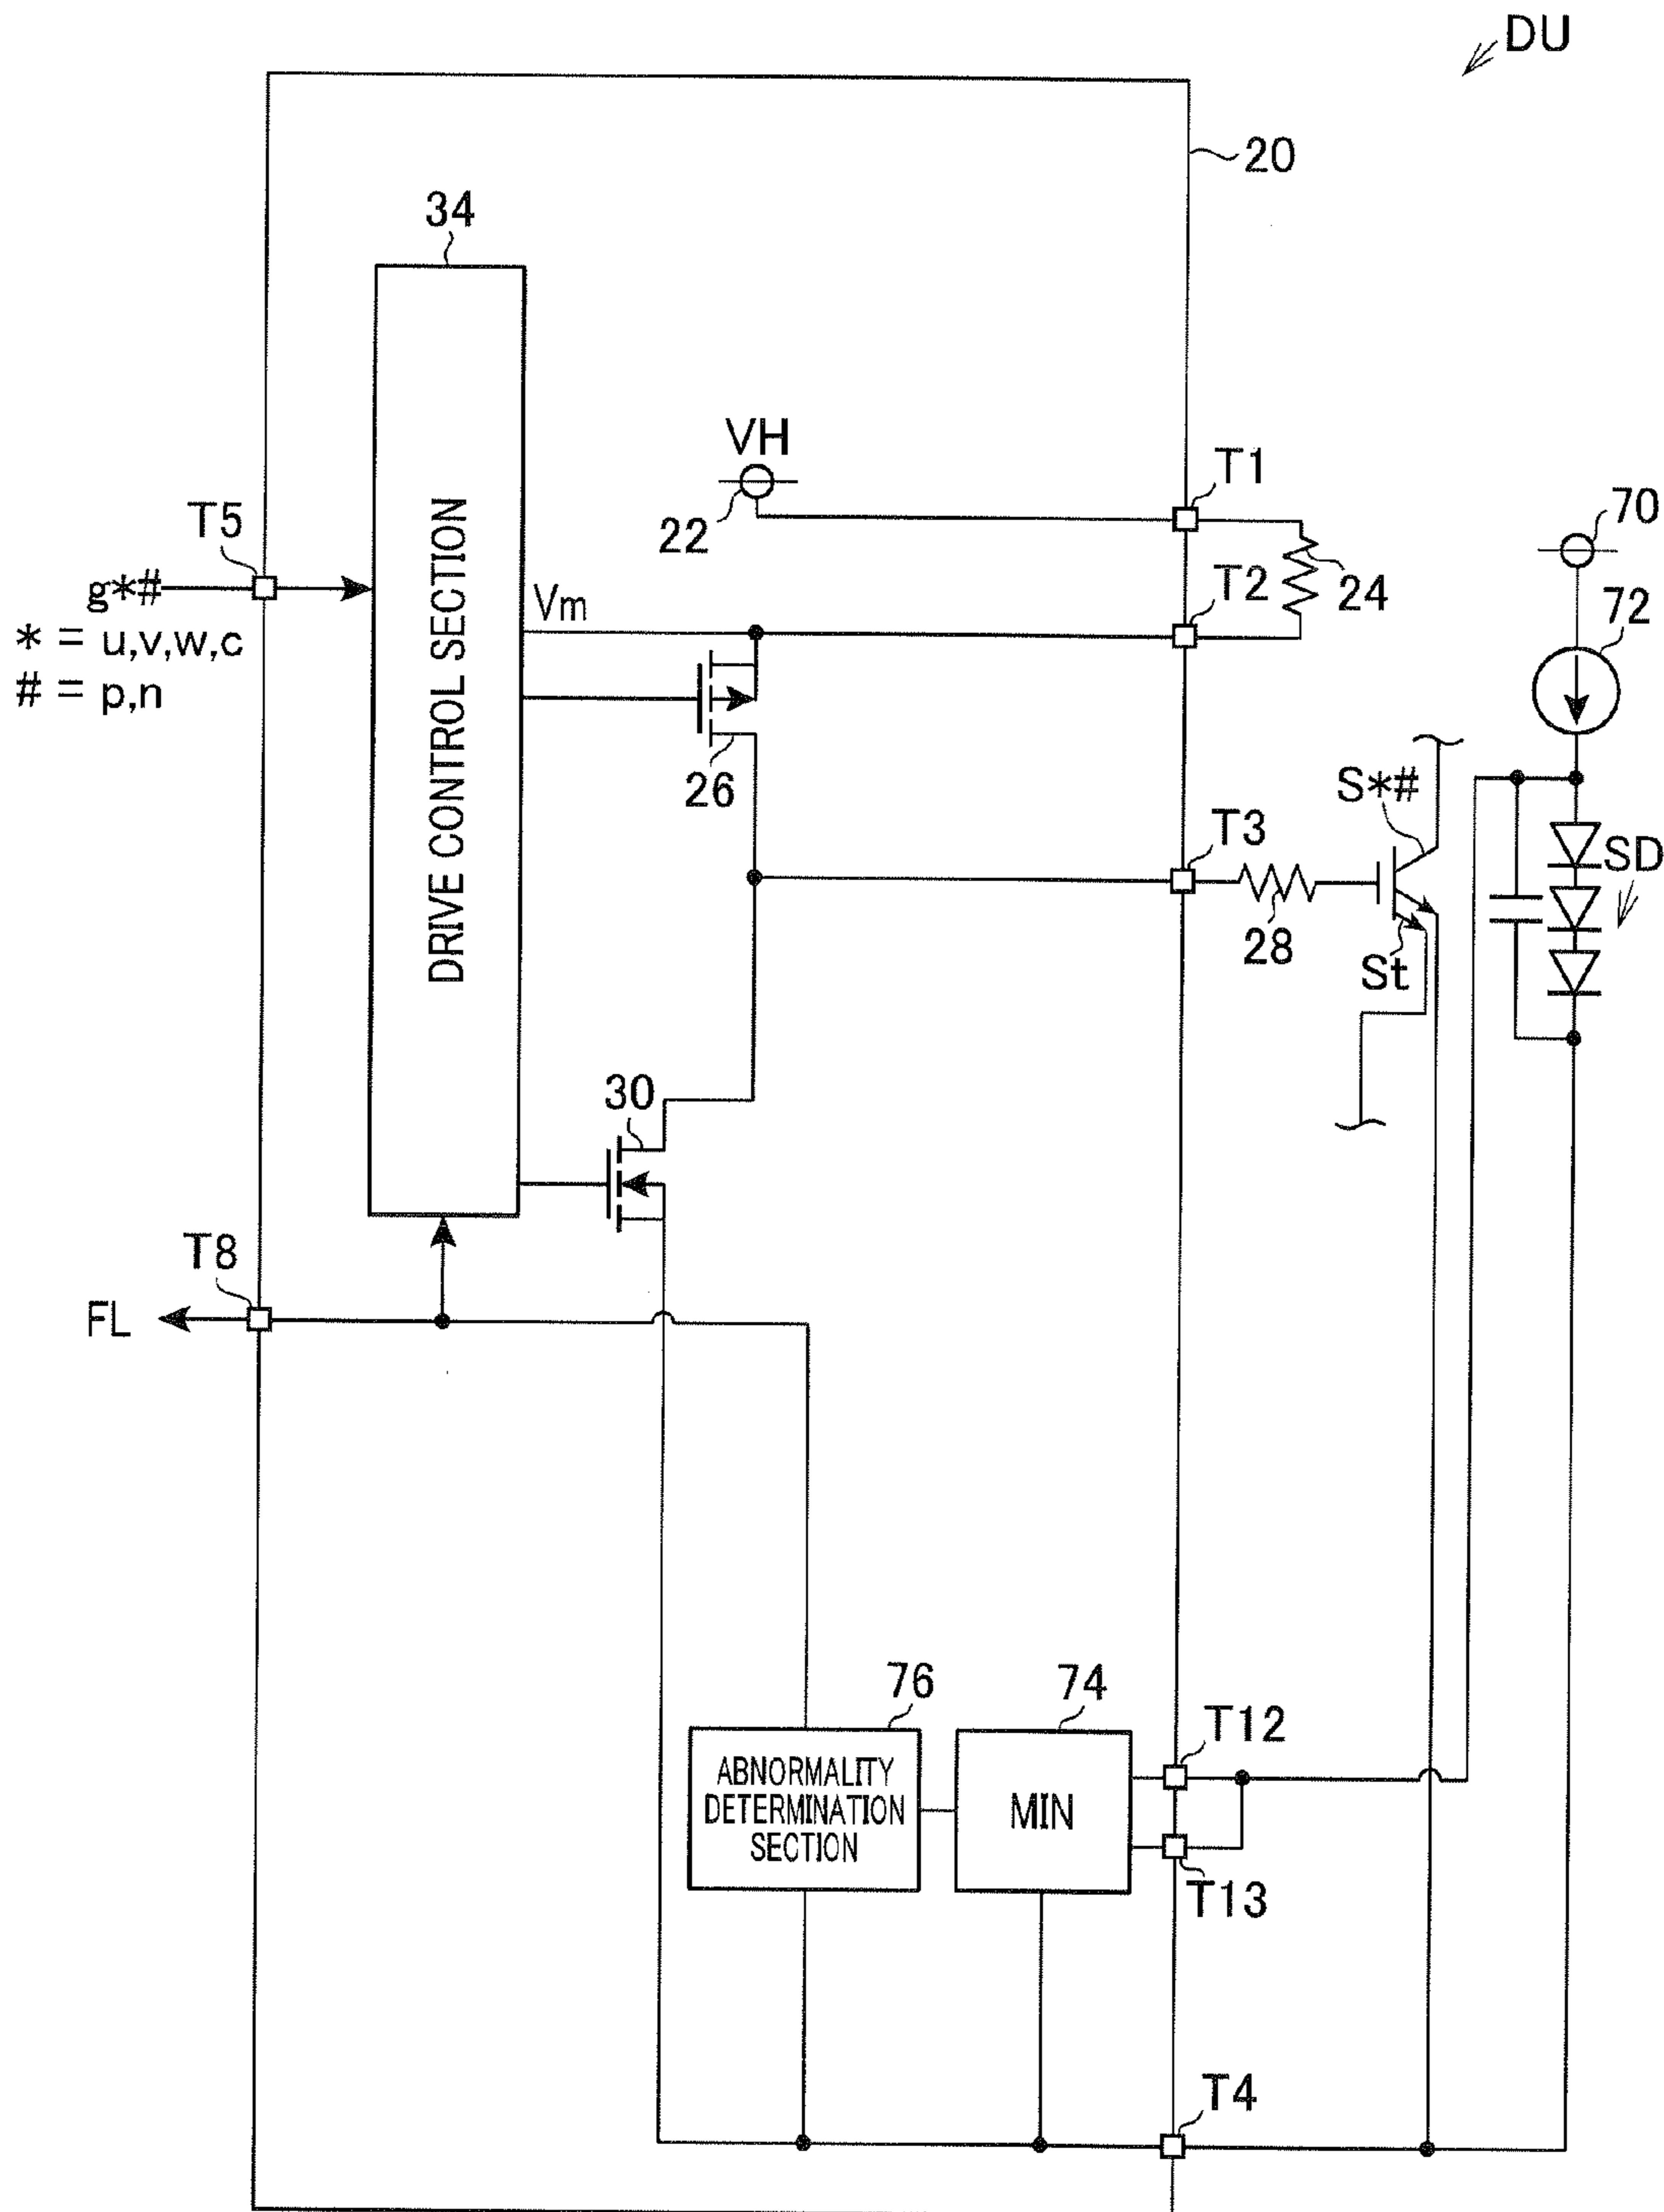 DU
20
34
VH
T1
22
70
T5
T2
24
g*#
Vm
72
* = u,v,w,c
# = p,n
DRIVE CONTROL SECTION
26
S*#
T3
SD
28
St
30
T8
FL
76
74
T12
ABNORMALITY
DETERMINATION
SECTION
MIN
T13
T4